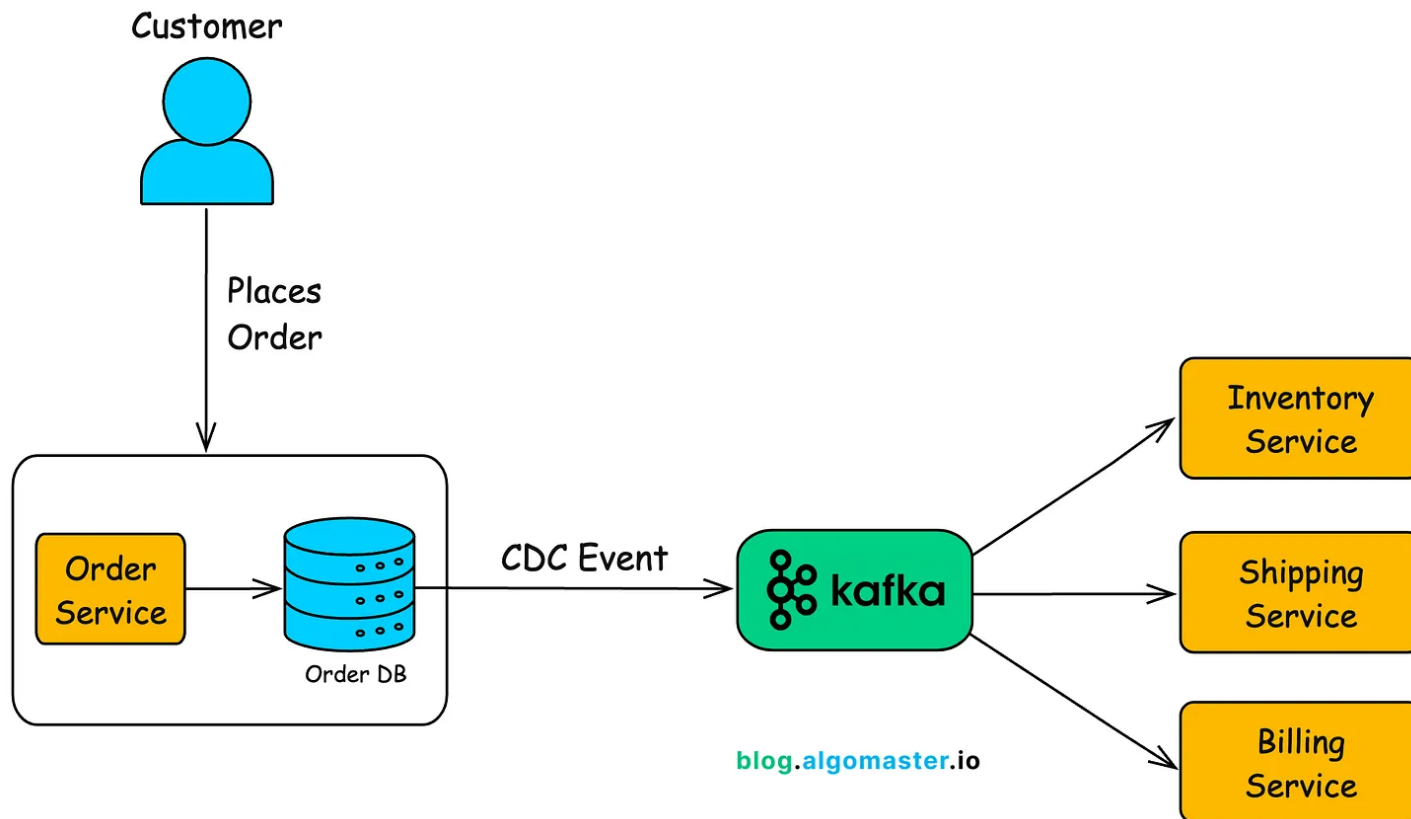 Customer
Places
Order
Order
Service
Order DB
CDC Event
kafka
Inventory
Service
Shipping
Service
Billing
Service
blog.algomaster.io